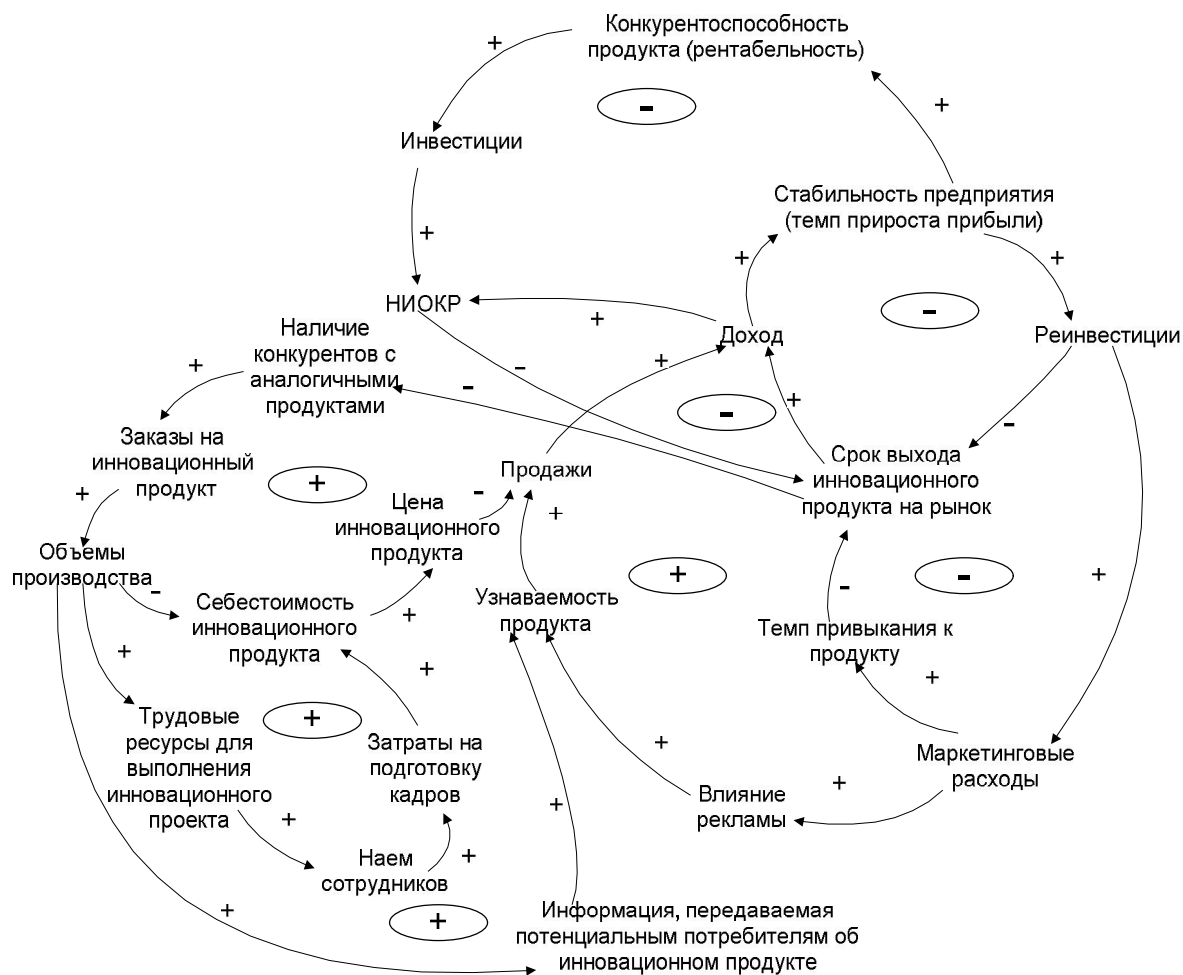 Конкурентоспособность
продукта (рентабельность)
+
-
+
Инвестиции
Стабильность предприятия
(темп прироста прибыли)
+
+
+
-
НИОКР
+
Доход
Реинвестиции
Наличие
конкурентов с
аналогичными
продуктами
+
-
-
+
-
+
-
Заказы на
инновационный
продукт
+
+
Продажи
-
Срок выхода
инновационного
продукта на рынок
Цена
инновационного
продукта
+
Объемы
производства
-
+
-
+
-
Себестоимость
инновационного
продукта
+
Узнаваемость
продукта
Темп привыкания к
продукту
+
+
+
Трудовые
ресурсы для
выполнения
инновационного
проекта
+
Затраты на
подготовку
кадров
+
Маркетинговые
расходы
+
Влияние
рекламы
+
+
Наем
сотрудников
+
+
+
Информация, передаваемая
потенциальным потребителям об
инновационном продукте